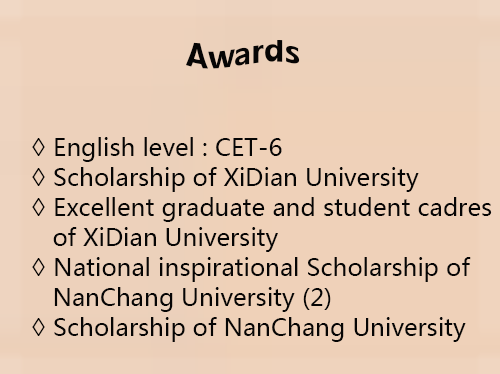 Awards
◊ English level : CET-6
◊ Scholarship of XiDian University
◊ Excellent graduate and student cadres
of XiDian University
◊ National inspirational Scholarship of
NanChang University (2)
◊ Scholarship of NanChang University